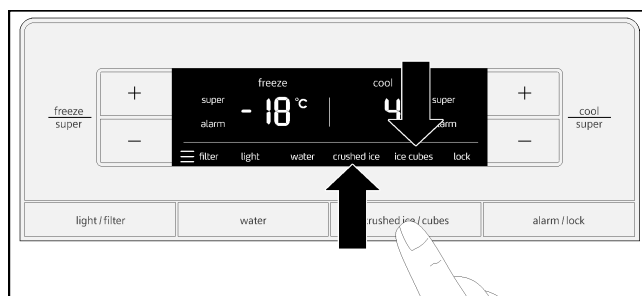 freeze
cool
super
- 18 °C
4
super
alarm
freeze
super
+
−
+
−
cool
super
filter
light
water
crushed ice
ice cubes
lock
light / filter
water
crushed ice / cubes
alarm / lock